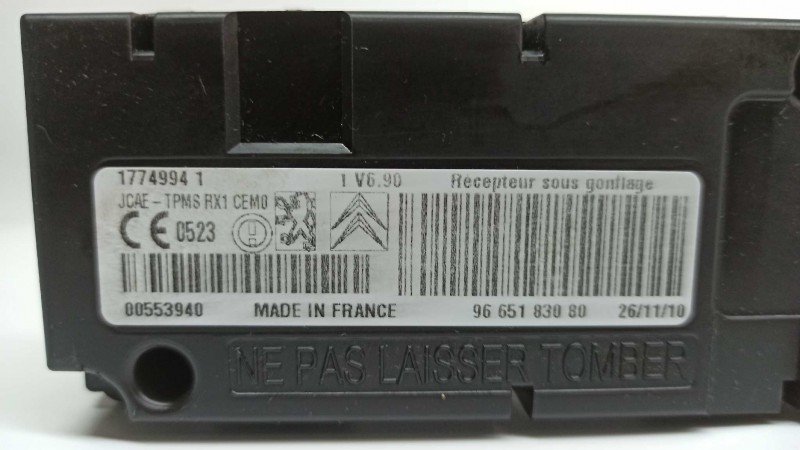 1774994 1 1 V6.90 Récepteur sous gonflage
JCAE - TPMS RX1 CEM0
CE 0523 H
00553940 MADE IN FRANCE 96 651 830 80 26/11/10
NE PAS LAISSER TOMBER